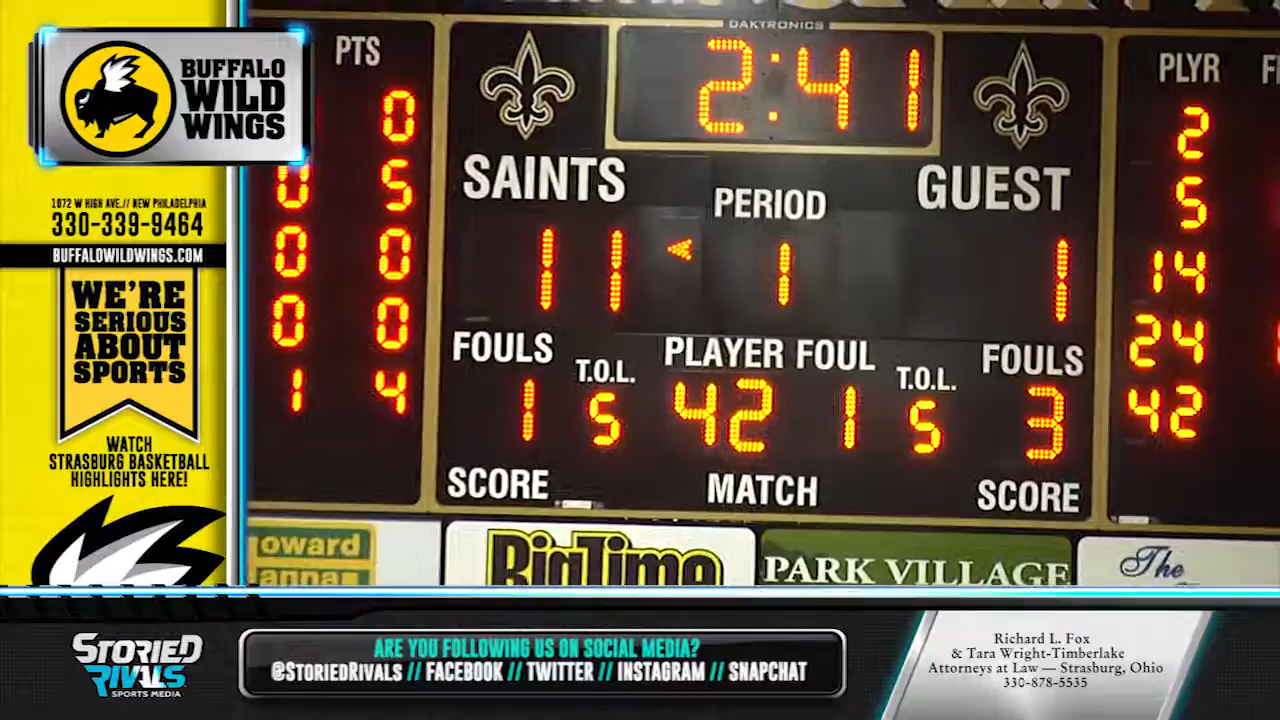 DAKTRONICS
PTS
2:41
PLYR
BUFFALO
WILD
WINGS
0
2
SAINTS
GUEST
0 5
PERIOD
5
1072 W HIGH AVE.// NEW PHILADELPHIA
330-339-9464
BUFFALOWILDWINGS.COM
0 0
11
1
1
14
WE'RE
SERIOUS
ABOUT
SPORTS
0 0
FOULS
PLAYER FOUL
FOULS
24
T.O.L.
T.O.L.
1 4
1
5
42 1
5
3
42
WATCH
STRASBURG BASKETBALL
HIGHLIGHTS HERE!
SCORE
MATCH
SCORE
BigTime
PARK VILLAGE
The
STORIED
RIVALS
SPORTS MEDIA
ARE YOU FOLLOWING US ON SOCIAL MEDIA?
@STORIEDRIVALS // FACEBOOK // TWITTER // INSTAGRAM // SNAPCHAT
Richard L. Fox
& Tara Wright-Timberlake
Attorneys at Law — Strasburg, Ohio
330-878-5535